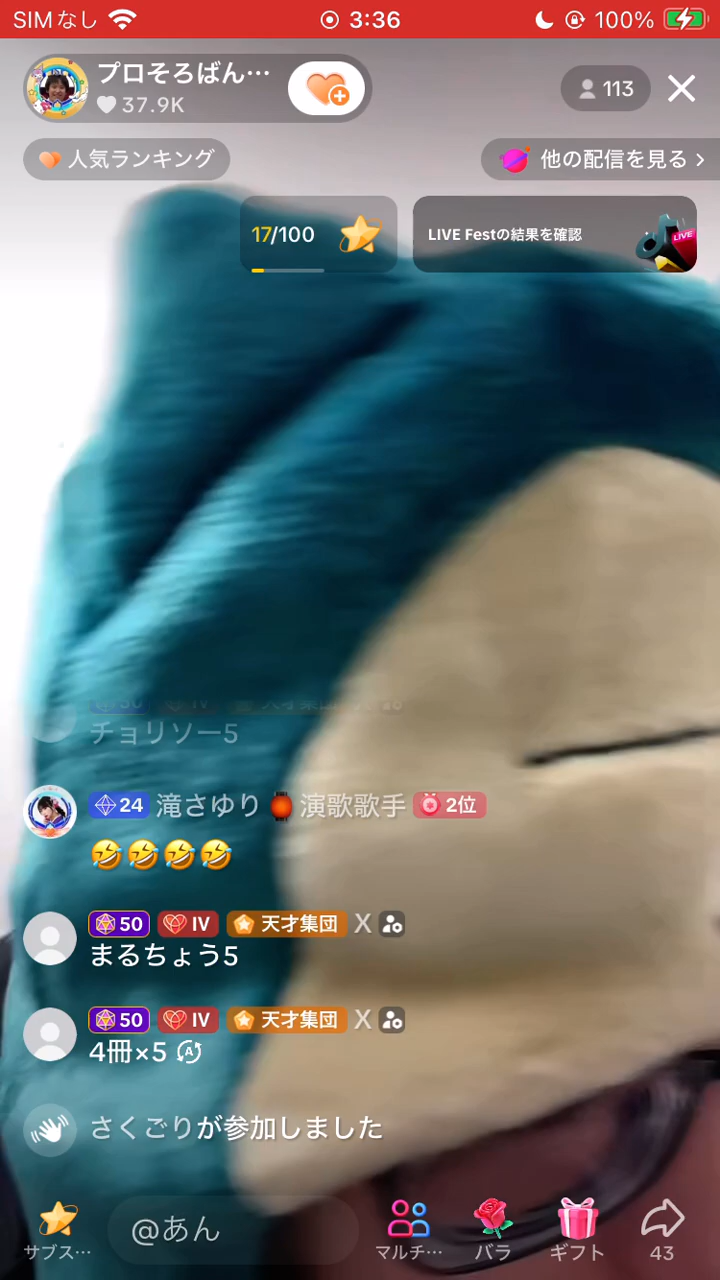 SIMなし 3:36 100%
プロそろばん…
37.9K
113
人気ランキング
他の配信を見る
17/100
LIVE Festの結果を確認
LIVE
IV
チョリソー5
24 滝さゆり🏮演歌歌手 2位
🤣🤣🤣🤣
50 IV 天才集団 X
まるちょう5
50 IV 天才集団 X
4冊×5
さくごりが参加しました
@あん
サブス…
マルチ…
バラ
ギフト
43